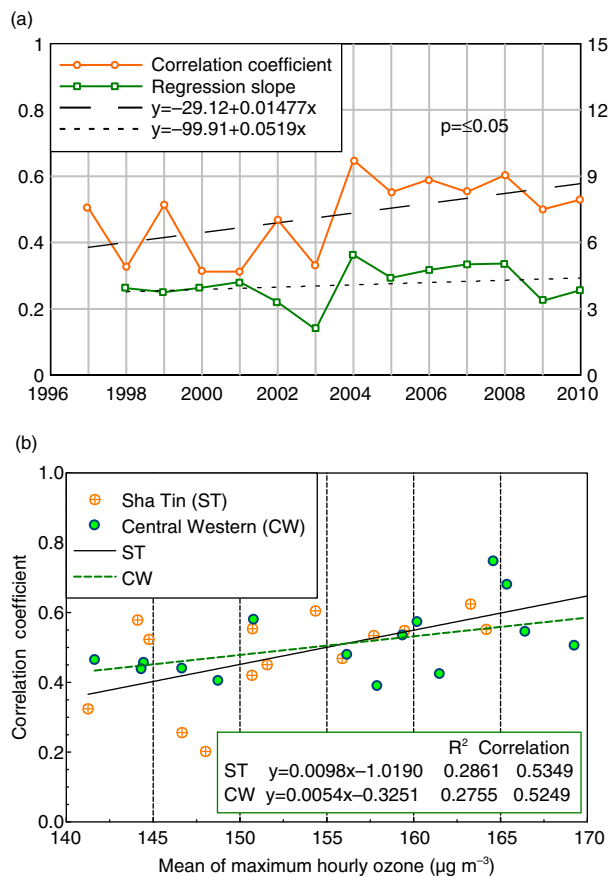 (a)
1
15
Correlation coefficient
Regression slope
y=–29.12+0.01477x
y=–99.91+0.0519x
p=≤0.05
0.8
12
0.6
9
0.4
6
0.2
3
0
0
1996
1998
2000
2002
2004
2006
2008
2010
(b)
1.0
Sha Tin (ST)
Central Western (CW)
ST
CW
0.8
0.6
0.4
0.2
0.0
Correlation coefficient
R² Correlation
ST y=0.0098x–1.0190 0.2861 0.5349
CW y=0.0054x–0.3251 0.2755 0.5249
140
145
150
155
160
165
170
Mean of maximum hourly ozone (μg m⁻³)